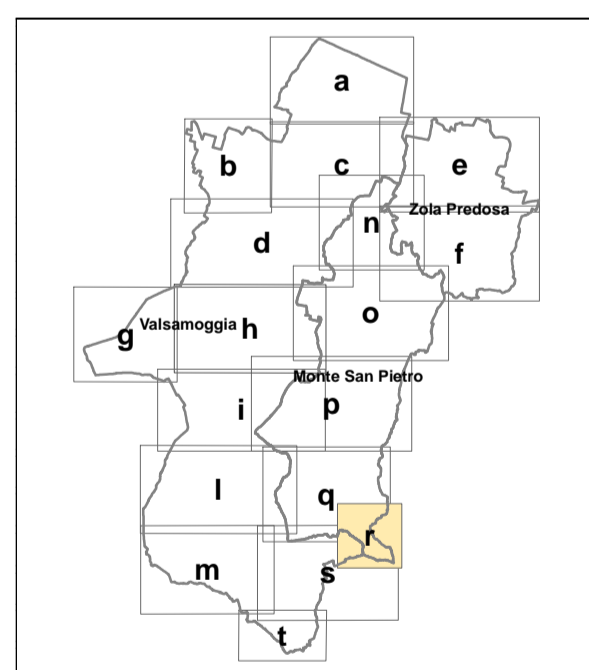 a
b
c
e
n
Zola Predosa
d
f
g
Valsamoggia
h
o
Monte San Pietro
i
p
l
q
r
m
s
t